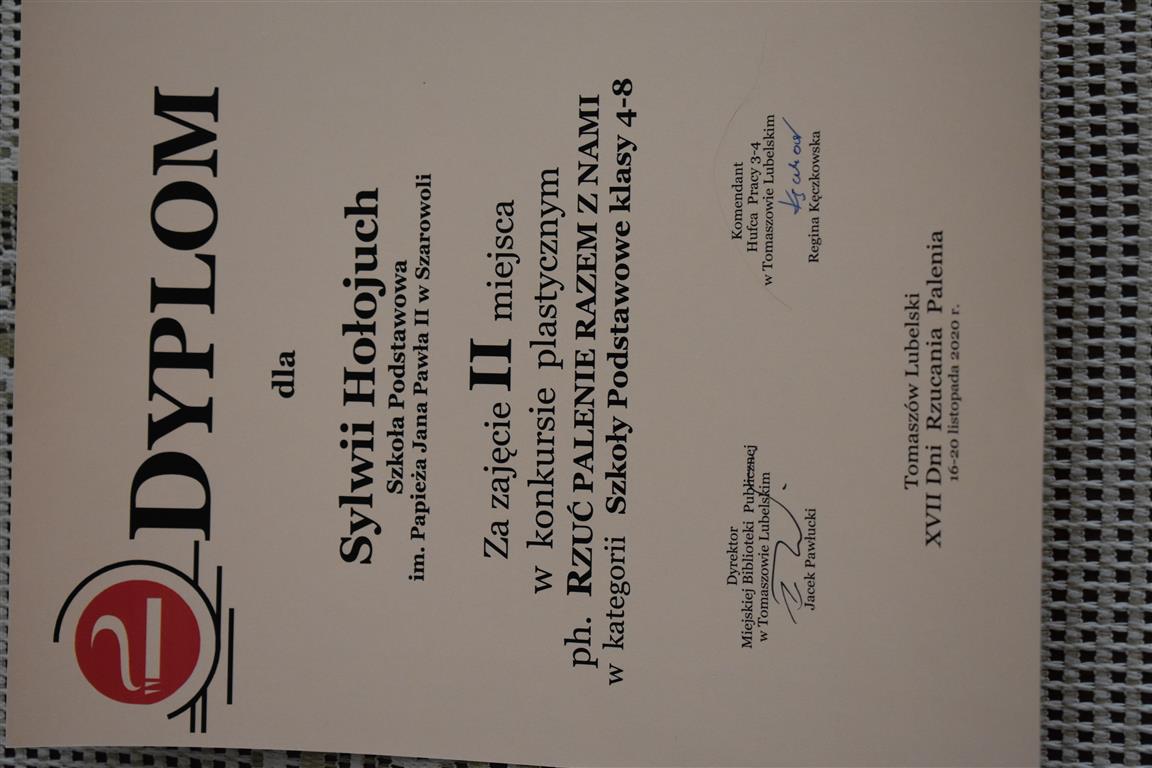 DYPLOM
dla
Sylwii Hołojuch
Szkoła Podstawowa
im. Papieża Jana Pawła II w Szarowoli
Za zajęcie II miejsca
w konkursie plastycznym
ph. RZUĆ PALENIE RAZEM Z NAMI
w kategorii Szkoły Podstawowe klasy 4-8
Dyrektor
Miejskiej Biblioteki Publicznej
w Tomaszowie Lubelskim
Jacek Pawłucki
Komendant
Hufca Pracy 3-4
w Tomaszowie Lubelskim
Regina Kęczkowska
Tomaszów Lubelski
XVII Dni Rzucania Palenia
16-20 listopada 2020 r.